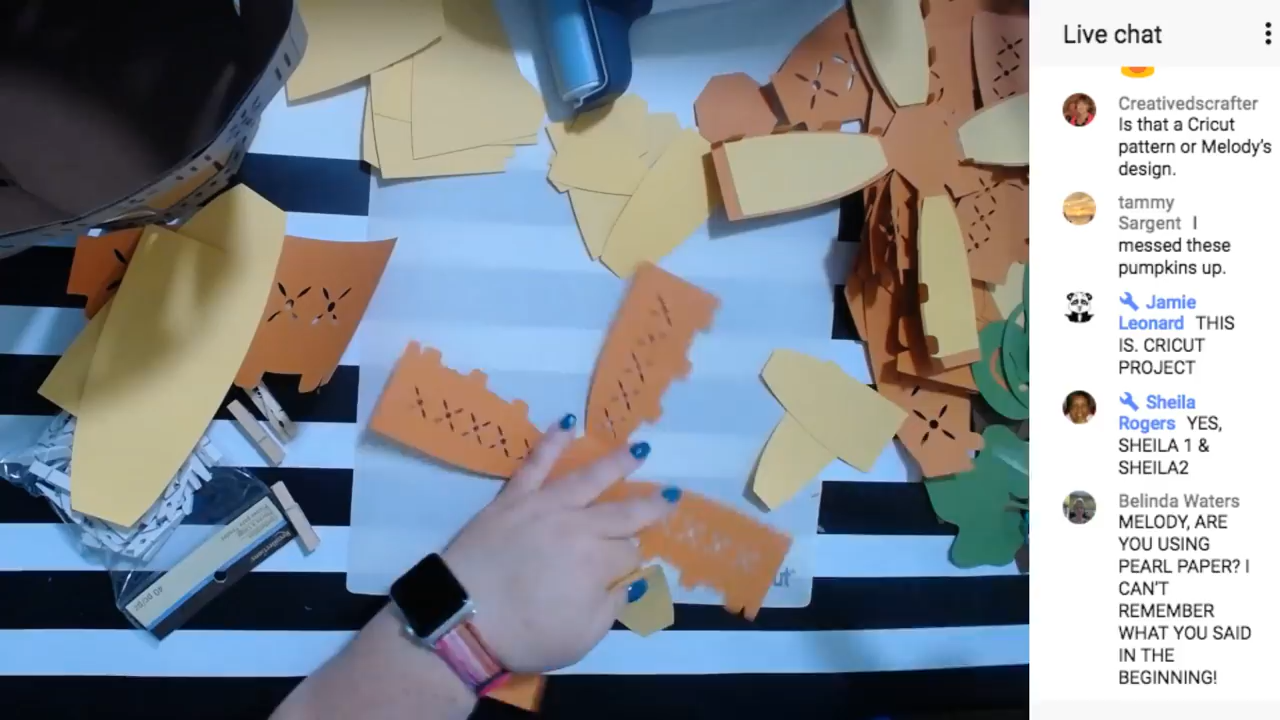 Live chat
Creativedscrafter
Is that a Cricut
pattern or Melody's
design.
tammy
Sargent I
messed these
pumpkins up.
Jamie
Leonard THIS
IS. CRICUT
PROJECT
Sheila
Rogers YES,
SHEILA 1 &
SHEILA2
Belinda Waters
MELODY, ARE
YOU USING
PEARL PAPER? I
CAN'T
REMEMBER
WHAT YOU SAID
IN THE
BEGINNING!